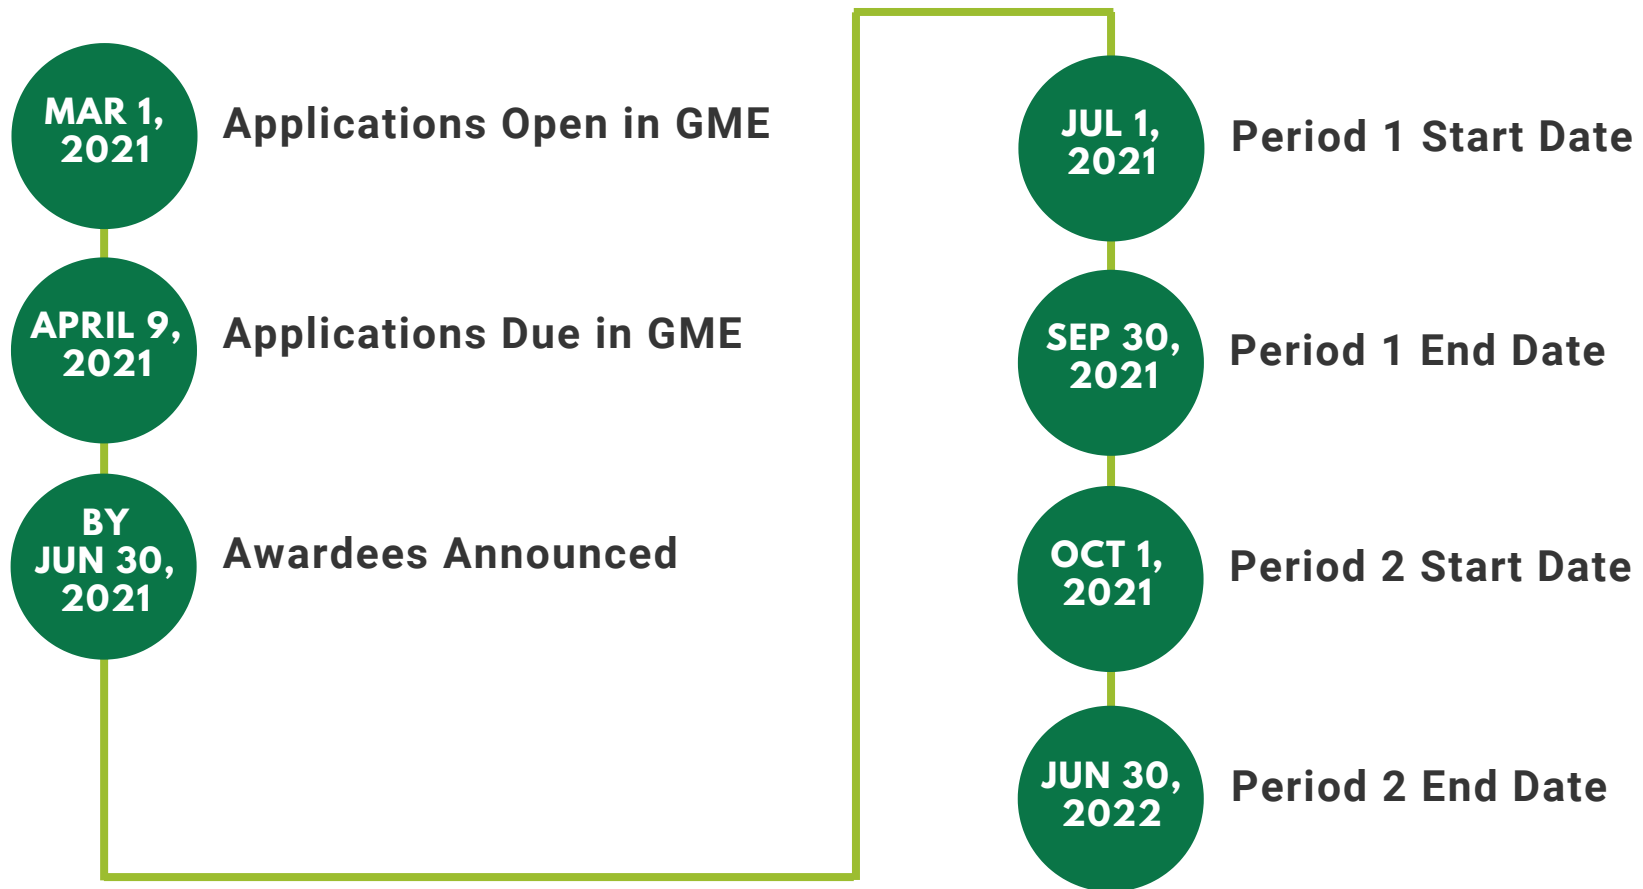 MAR 1,
2021
Applications Open in GME
APRIL 9,
2021
Applications Due in GME
BY
JUN 30,
2021
Awardees Announced
JUL 1,
2021
Period 1 Start Date
SEP 30,
2021
Period 1 End Date
OCT 1,
2021
Period 2 Start Date
JUN 30,
2022
Period 2 End Date